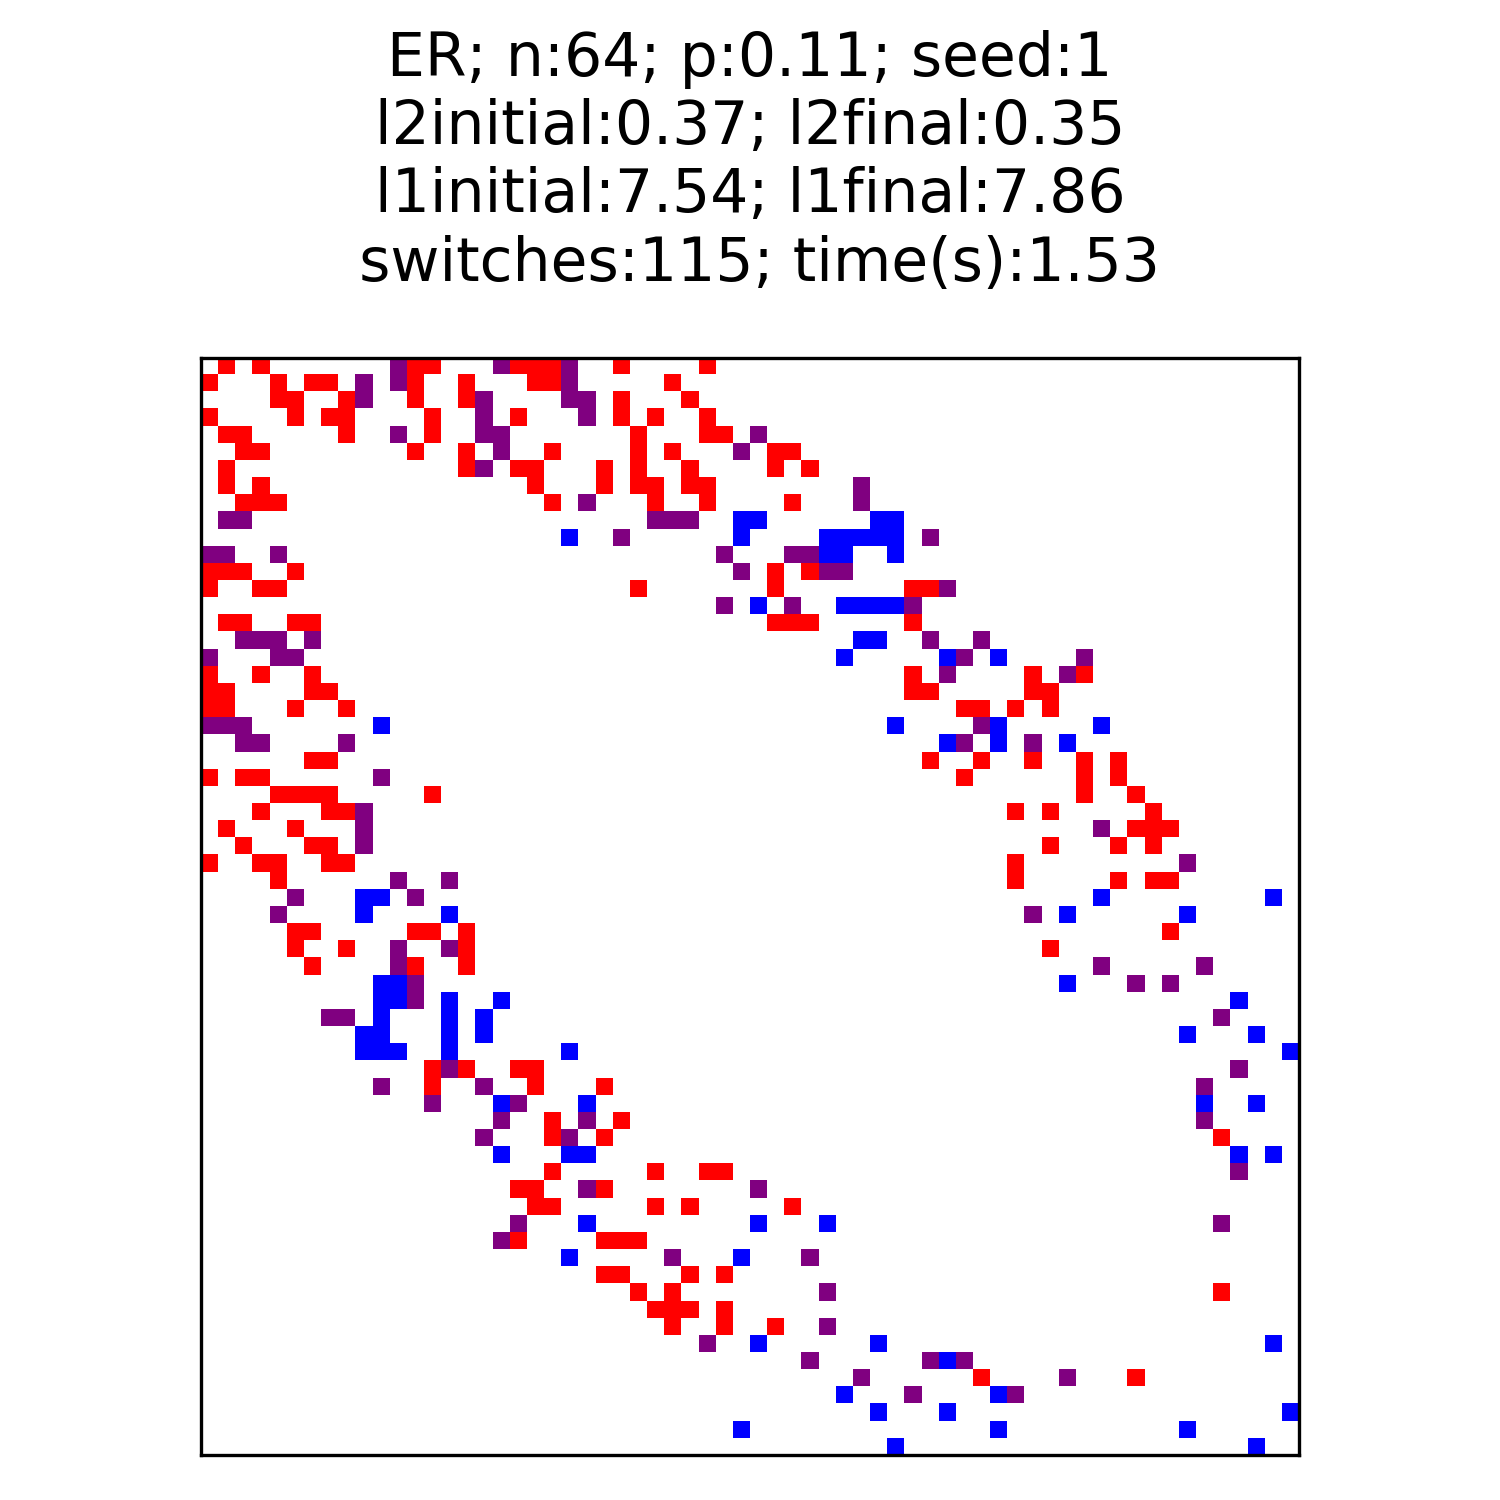 ER; n:64; p:0.11; seed:1
l2initial:0.37; l2final:0.35
l1initial:7.54; l1final:7.86
switches:115; time(s):1.53